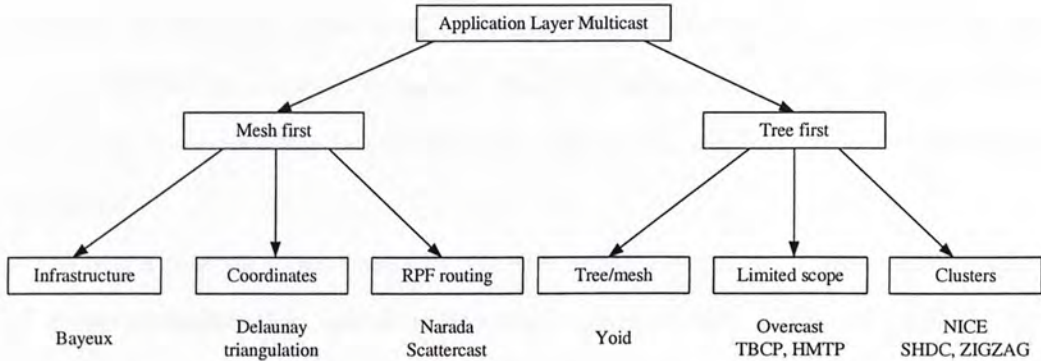 Application Layer Multicast
Mesh first
Tree first
Infrastructure
Coordinates
RPF routing
Tree/mesh
Limited scope
Clusters
Bayeux
Delaunay
triangulation
Narada
Scattercast
Yoid
Overcast
TBCP, HMTP
NICE
SHDC, ZIGZAG